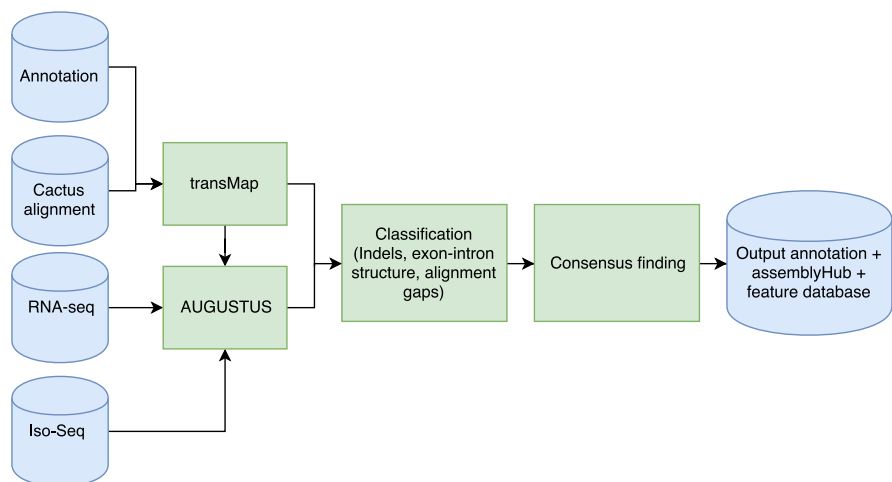 Annotation
Cactus
alignment
RNA-seq
Iso-Seq
transMap
AUGUSTUS
Classification
(Indels, exon-intron
structure, alignment
gaps)
Consensus finding
Output annotation +
assemblyHub +
feature database